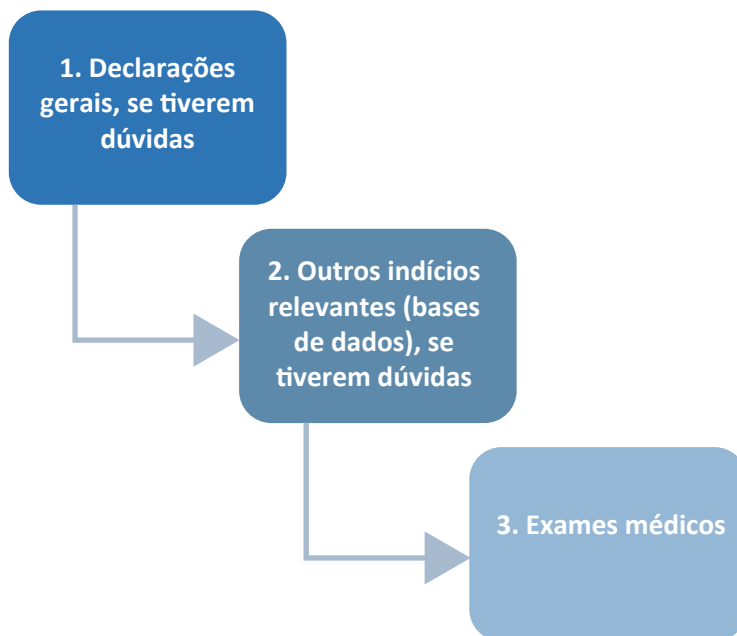 1. Declarações
gerais, se tiverem
dúvidas
2. Outros indícios
relevantes (bases
de dados), se
tiverem dúvidas
3. Exames médicos